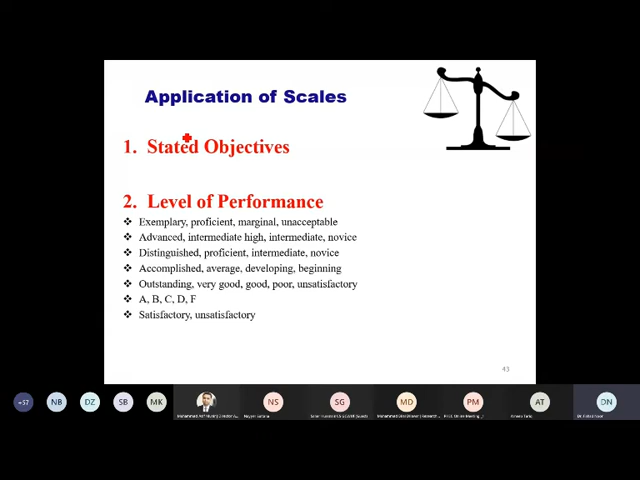 Application of Scales
1. Stated Objectives
2. Level of Performance
❖ Exemplary, proficient, marginal, unacceptable
❖ Advanced, intermediate high, intermediate, novice
❖ Distinguished, proficient, intermediate, novice
❖ Accomplished, average, developing, beginning
❖ Outstanding, very good, good, poor, unsatisfactory
❖ A, B, C, D, F
❖ Satisfactory, unsatisfactory
43
+57 NB DZ SB MK NS SG MD PM AT DN